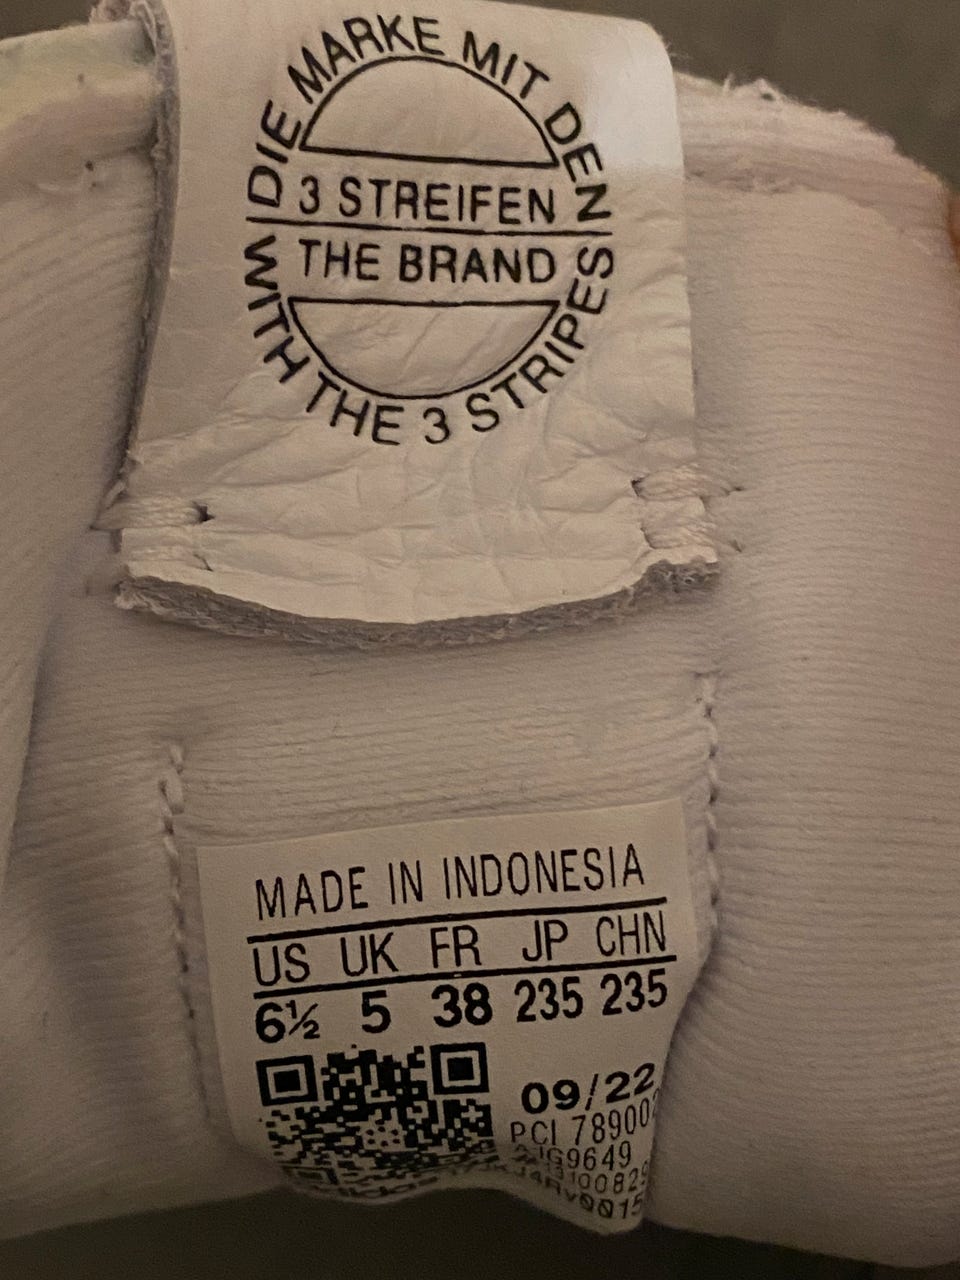 DIE MARKE MIT DEN
3 STREIFEN
THE BRAND
WITH THE 3 STRIPES
MADE IN INDONESIA
US UK FR JP CHN
6½ 5 38 235 235
09/22
PCI